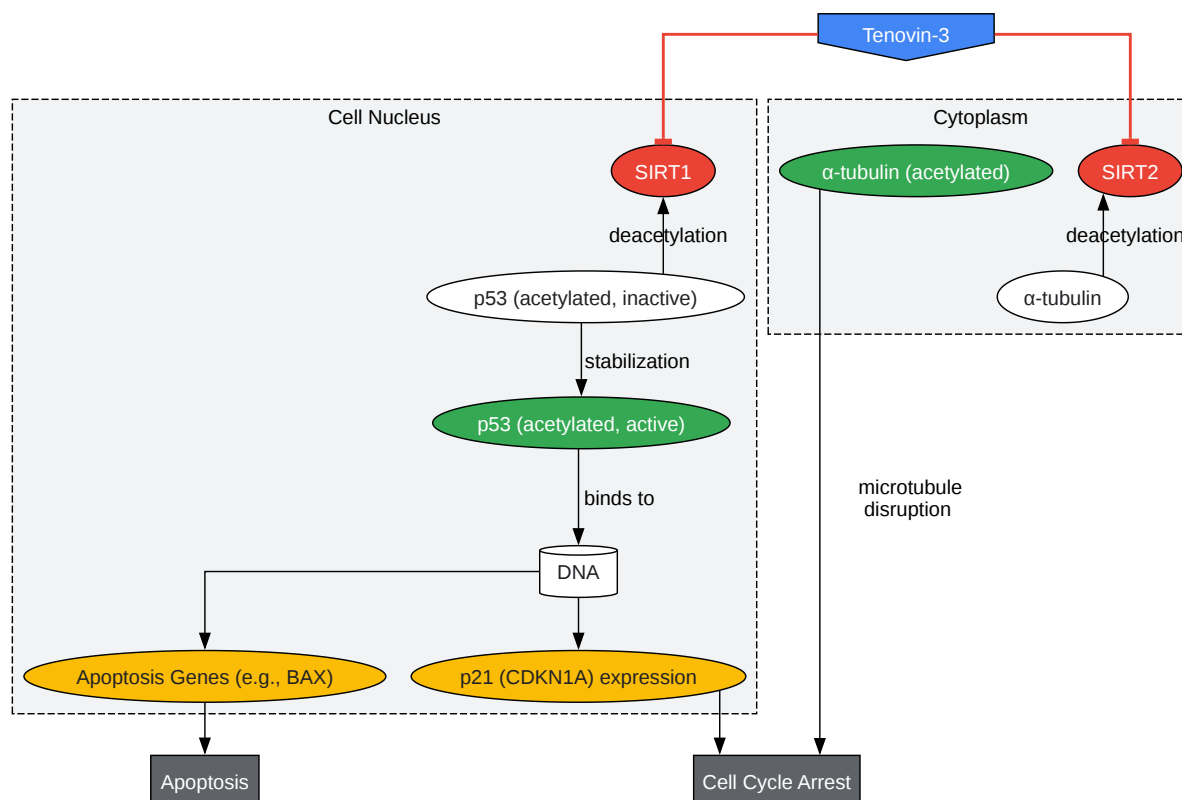 Tenovin-3
Cell Nucleus
Cytoplasm
SIRT1
α-tubulin (acetylated)
SIRT2
deacetylation
deacetylation
p53 (acetylated, inactive)
α-tubulin
stabilization
p53 (acetylated, active)
binds to
microtubule
disruption
DNA
Apoptosis Genes (e.g., BAX)
p21 (CDKN1A) expression
Apoptosis
Cell Cycle Arrest